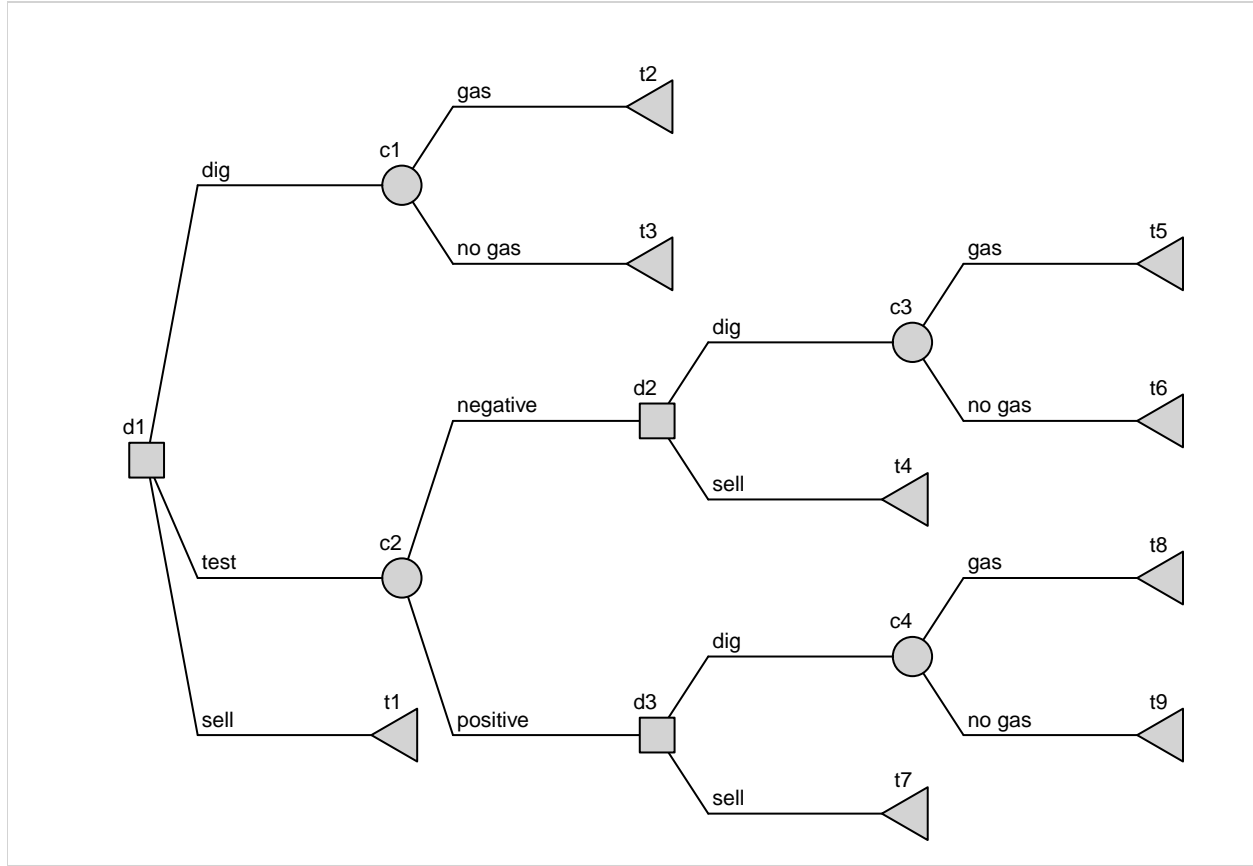 t2
gas
c1
dig
no gas
t3
t5
gas
c3
dig
d2
no gas
t6
negative
d1
sell
t4
c2
test
t8
gas
c4
dig
d3
no gas
t9
positive
t1
sell
t7
sell